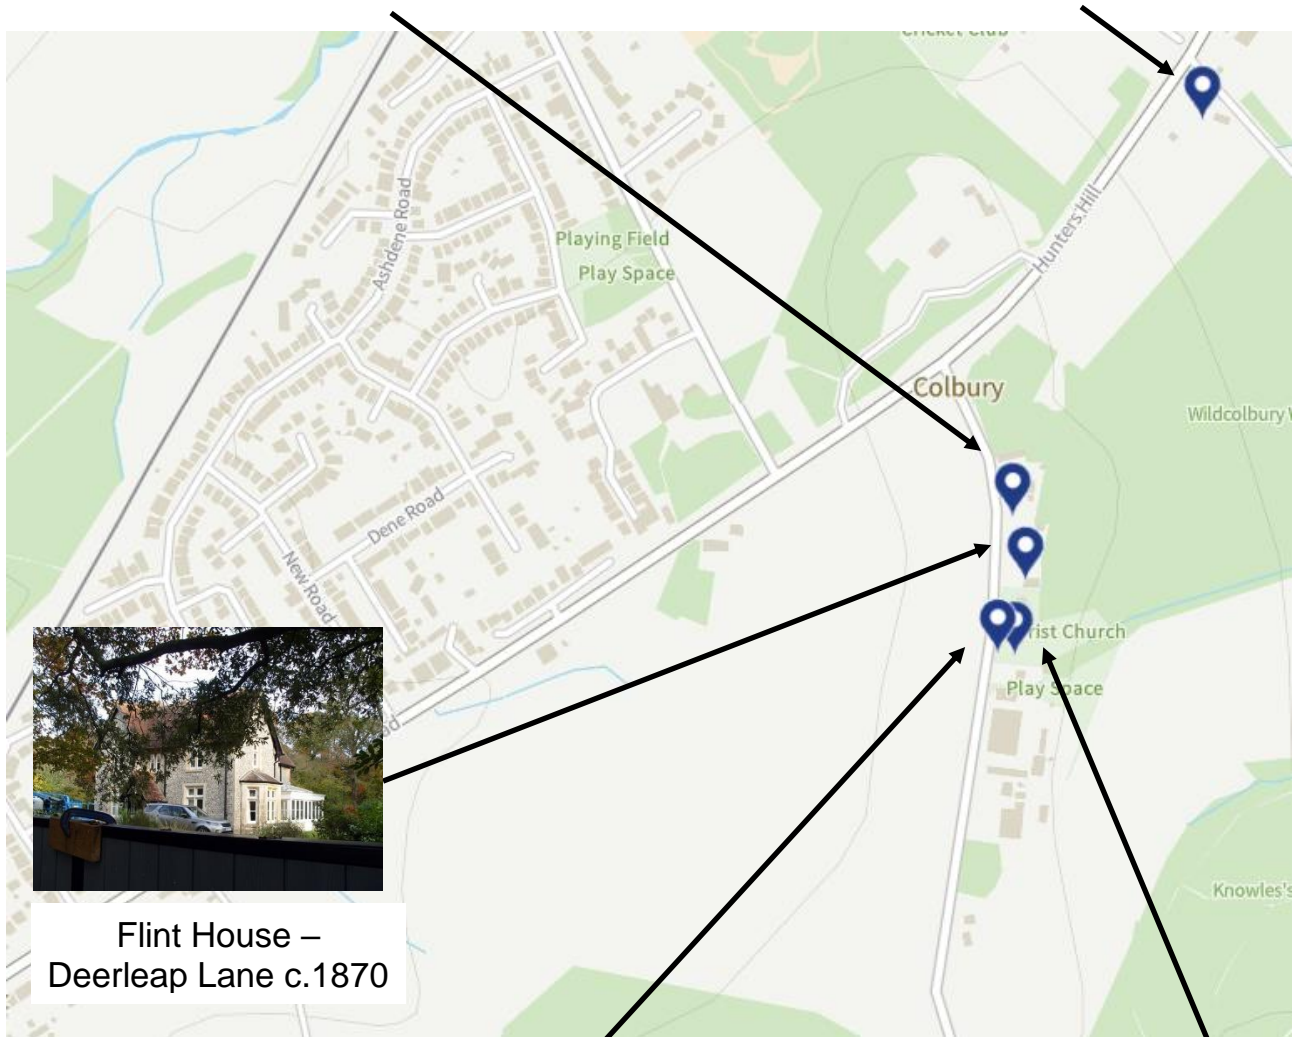 Cricket Club
Hunters Hill
Ashdene Road
Playing Field
Play Space
Colbury
Wildcolbury
Dene Road
New Road
Church
Play Space
Knowles's
Flint House –
Deerleap Lane c.1870